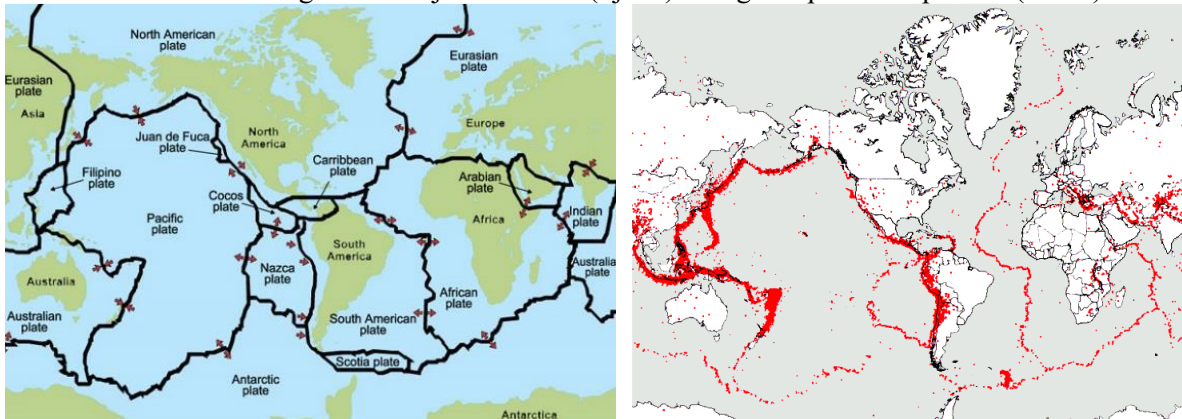 North American
plate
Eurasian
plate
Eurasian
plate
Asia
Juan de Fuca
plate
North
America
Europe
Carribbean
plate
Filipino
plate
Arabian
plate
Cocos
plate
Africa
Indian
plate
Pacific
plate
South
America
Nazca
plate
Australia
Australia
plate
African
plate
Australian
plate
South American
plate
Scotia plate
Antarctic
plate
Antarctica